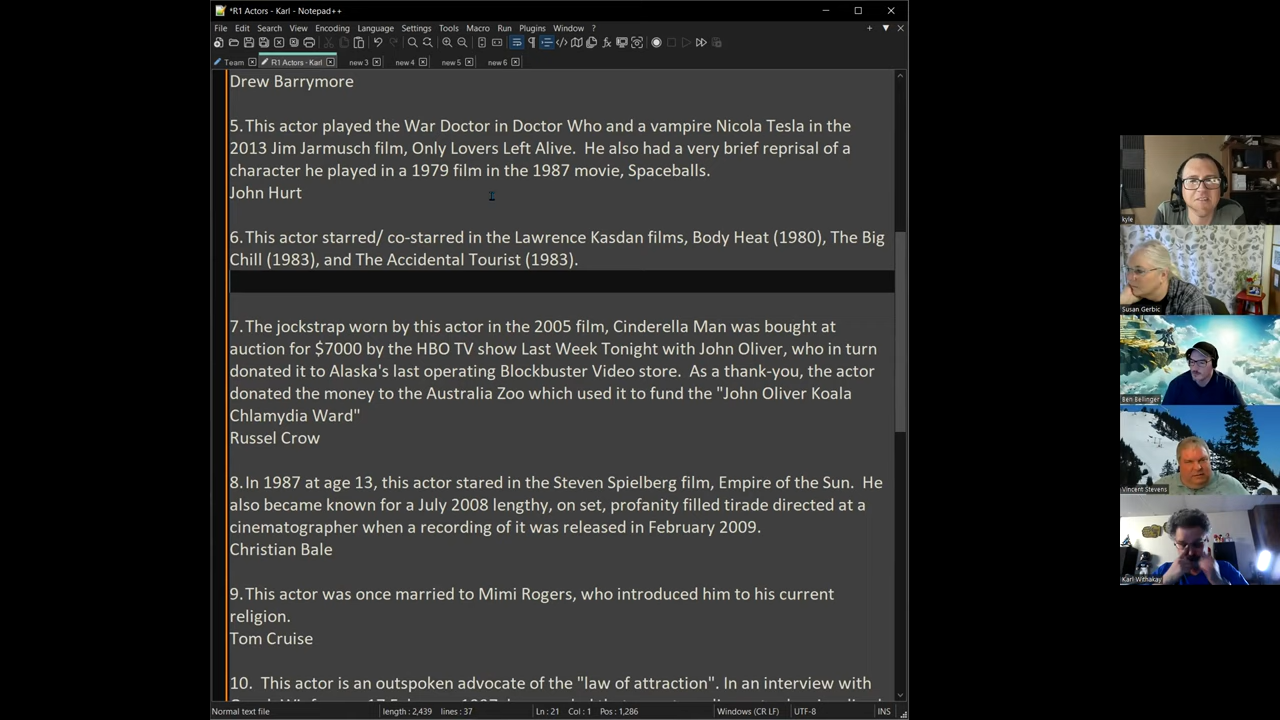 *R1 Actors - Karl - Notepad++
File Edit Search View Encoding Language Settings Tools Macro Run Plugins Window ?
Team R1 Actors - Karl new 3 new 4 new 5 new 6
Drew Barrymore
5.This actor played the War Doctor in Doctor Who and a vampire Nicola Tesla in the
2013 Jim Jarmusch film, Only Lovers Left Alive.  He also had a very brief reprisal of a
character he played in a 1979 film in the 1987 movie, Spaceballs.
John Hurt
6.This actor starred/ co-starred in the Lawrence Kasdan films, Body Heat (1980), The Big
Chill (1983), and The Accidental Tourist (1983).
7.The jockstrap worn by this actor in the 2005 film, Cinderella Man was bought at
auction for $7000 by the HBO TV show Last Week Tonight with John Oliver, who in turn
donated it to Alaska's last operating Blockbuster Video store.  As a thank-you, the actor
donated the money to the Australia Zoo which used it to fund the "John Oliver Koala
Chlamydia Ward"
Russel Crow
8.In 1987 at age 13, this actor stared in the Steven Spielberg film, Empire of the Sun.  He
also became known for a July 2008 lengthy, on set, profanity filled tirade directed at a
cinematographer when a recording of it was released in February 2009.
Christian Bale
9.This actor was once married to Mimi Rogers, who introduced him to his current
religion.
Tom Cruise
10.  This actor is an outspoken advocate of the "law of attraction". In an interview with
Normal text file length : 2,439 lines : 37 Ln : 21 Col : 1 Pos : 1,286 Windows (CR LF) UTF-8 INS
kyle
Susan Gerbic
Ben Bellinger
Vincent Stevens
Karl Withakay